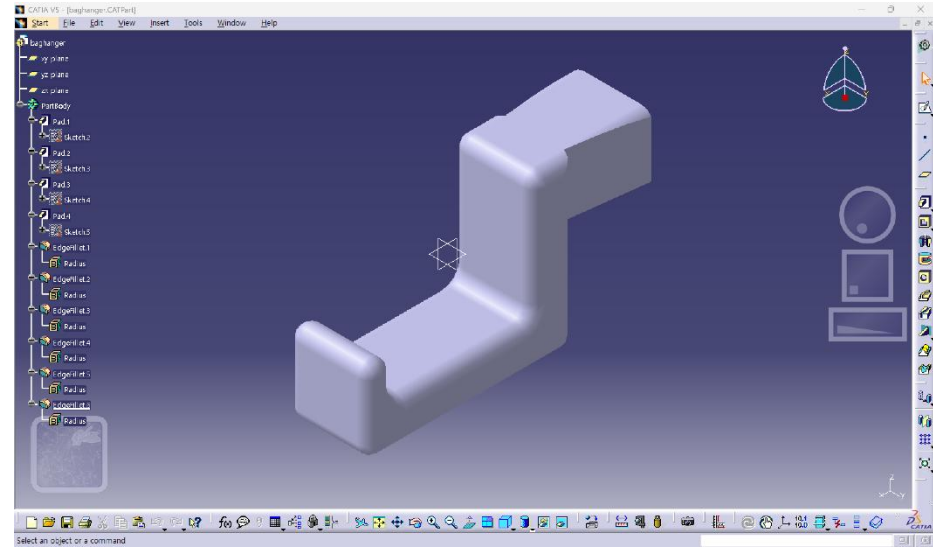 CATIA V5 - [baghanger.CATPart]
Start File Edit View Insert Tools Window Help
baghanger
xy plane
yz plane
zx plane
PartBody
Pad.1
Sketch.2
Pad.2
Sketch.3
Pad.3
Sketch.4
Pad.4
Sketch.5
EdgeFillet.1
Radius
EdgeFillet.2
Radius
EdgeFillet.3
Radius
EdgeFillet.4
Radius
EdgeFillet.5
Radius
Radius
CATIA
Select an object or a command